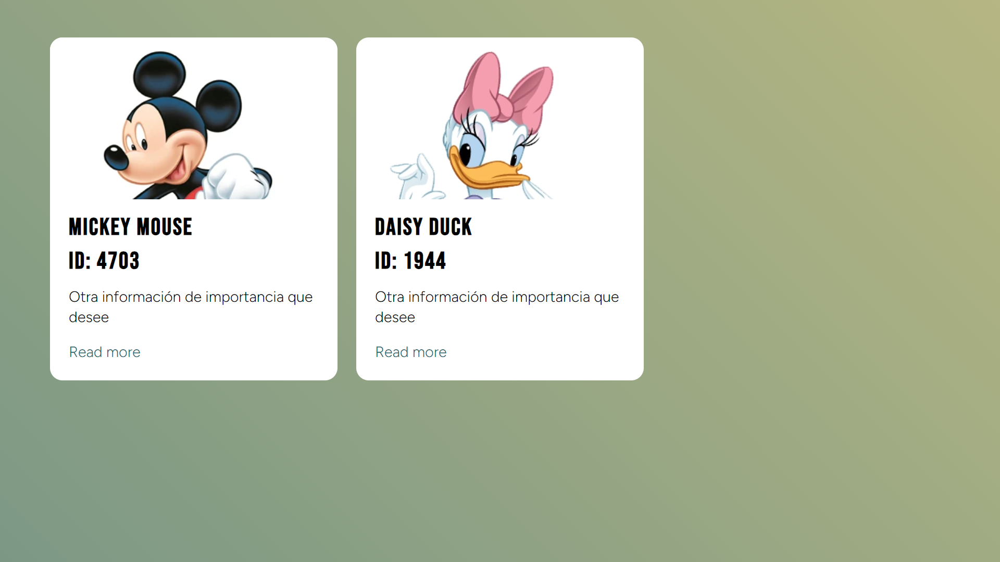 MICKEY MOUSE
ID: 4703
Otra información de importancia que
desee
Read more
DAISY DUCK
ID: 1944
Otra información de importancia que
desee
Read more